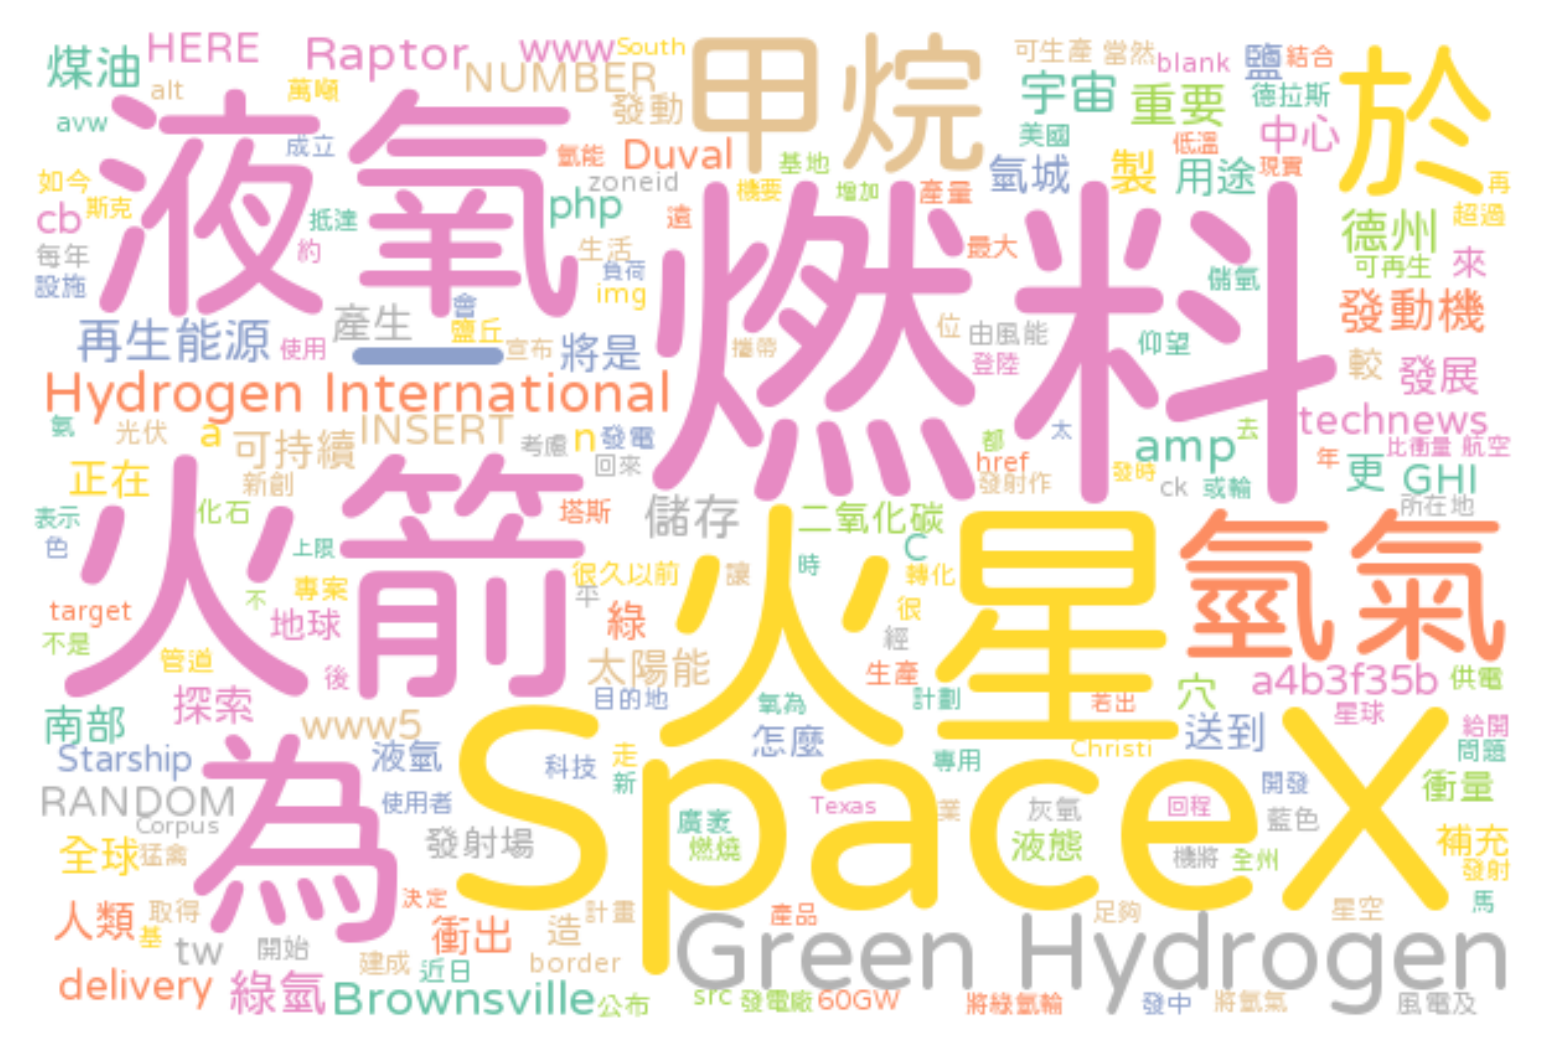 煤油 HERE Raptor www South 甲烷 可生產 當然 blank 鹽 結合 於
alt 萬噸 NUMBER 發動 宇宙 重要 德拉斯
avw 成立 氫能 Duval 基地 美國 低溫 中心
液氧 zoneid 氫城 製 用途 現實
如今 機要 增加 產量 再
cb 斯克 抵達 php 遠 燃料 德州 超過
每年 約 生活 最大 可再生 來
設施 會 負荷 img 儲氫
再生能源 產生 鹽丘 位 由風能 發動機
使用 一 宣布 將是 攜帶 登陸 仰望 較 發展
Hydrogen International
氫 光伏 a 可持續 INSERT 考慮 n 發電 都 太 amp 去 technews
回來 href 年 比衝量 航空
正在 新創 發射作 發時 ck 或輪 更 GHI
火箭 儲存 二氧化碳 所在地
表示 化石 塔斯 C
色 上限 火星 氫氣
不 專案 很久以前 讓 時 轉化
target 地球 平 綠 很
不是 管道 經
後 太陽能 生產 a4b3f35b 供電
探索 目的地 氧為 計劃 若出 穴 星球
南部 www5 怎麼 送到 給開
Starship 液氫 SpaceX 科技 走 Christi 專用 問題
為 新 開發 衝量
RANDOM 使用者 Texas 業 灰氫 回程 藍色
Corpus 廣袤
全球 猛禽 發射場 燃燒 液態 機將 全州 補充
發射
決定
人類 取得 計畫 產品 足夠 星空 馬
基 衝出 造 Green Hydrogen
tw 開始 建成 近日 border
delivery 綠氫 Brownsville 公布 src 發電廠 60GW 將綠氫輪 發中 將氫氣 風電及